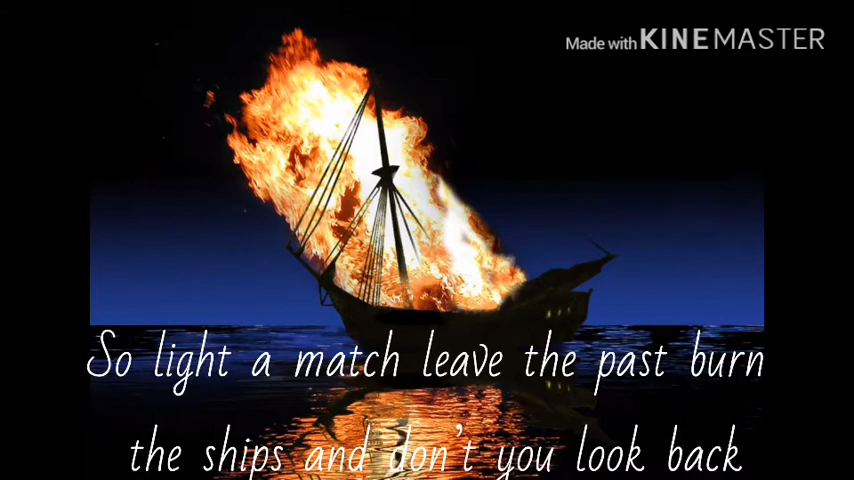 Made with KINEMASTER
So light a match leave the past burn
the ships and don't you look back